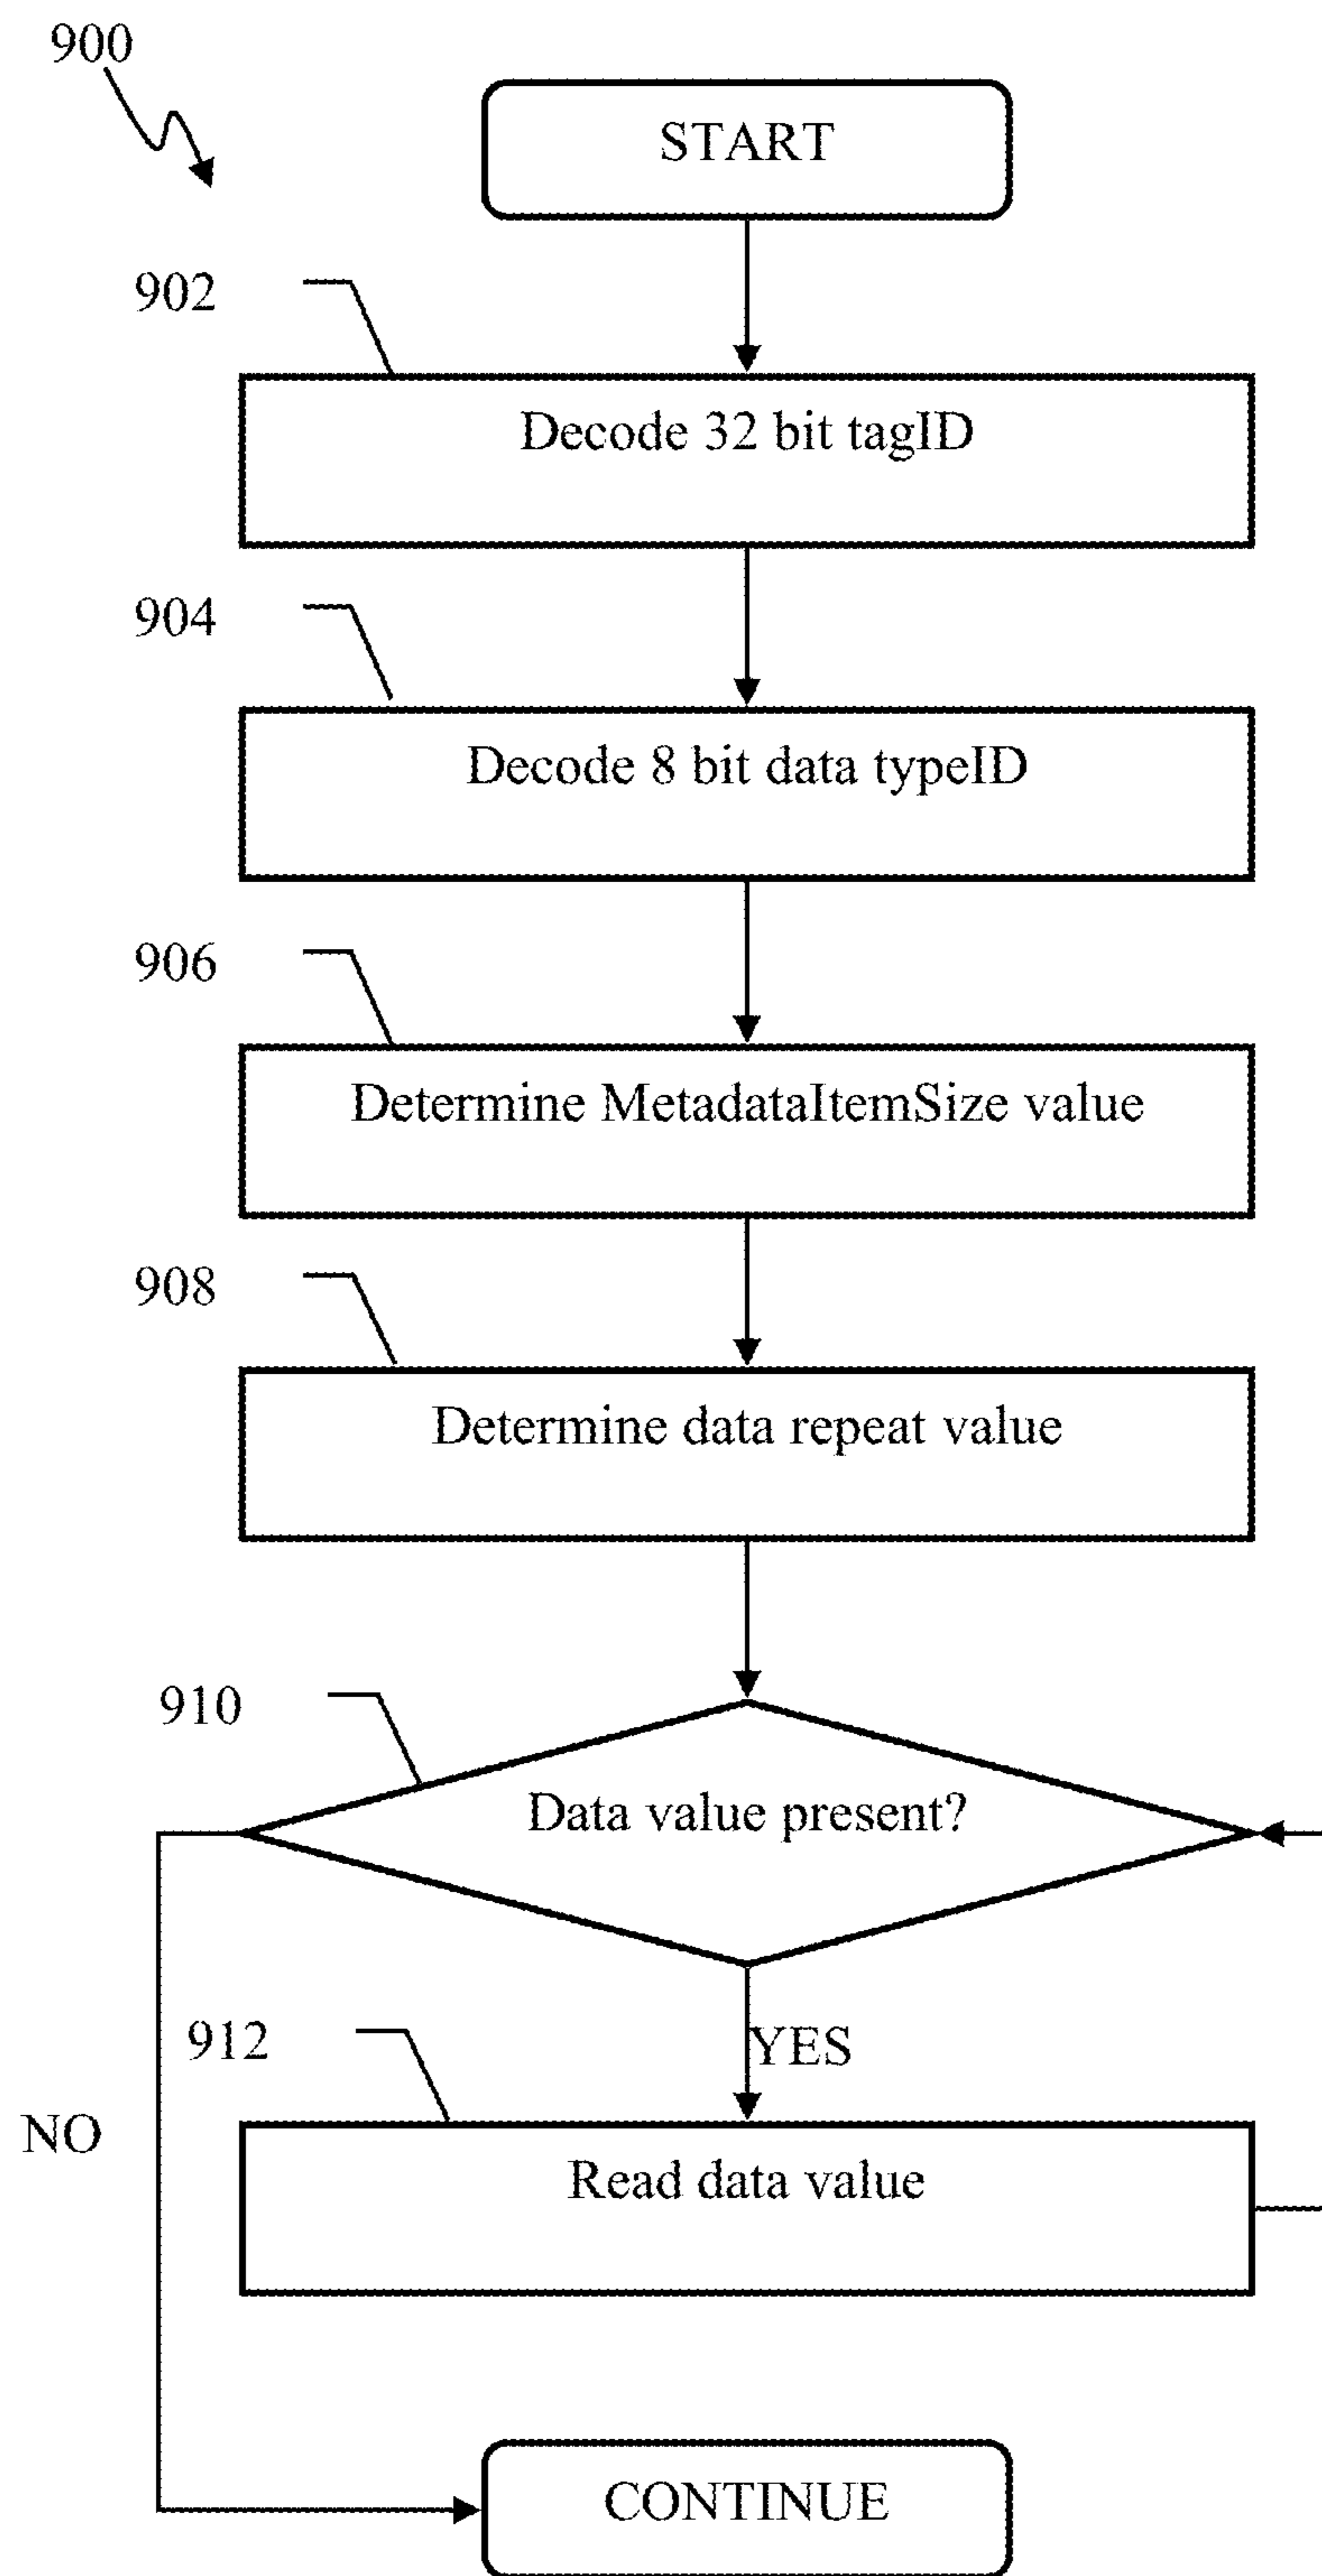 900
START
902
Decode 32 bit tagID
904
Decode 8 bit data typeID
906
Determine MetadataItemSize value
908
Determine data repeat value
910
Data value present?
912
YES
NO
Read data value
CONTINUE